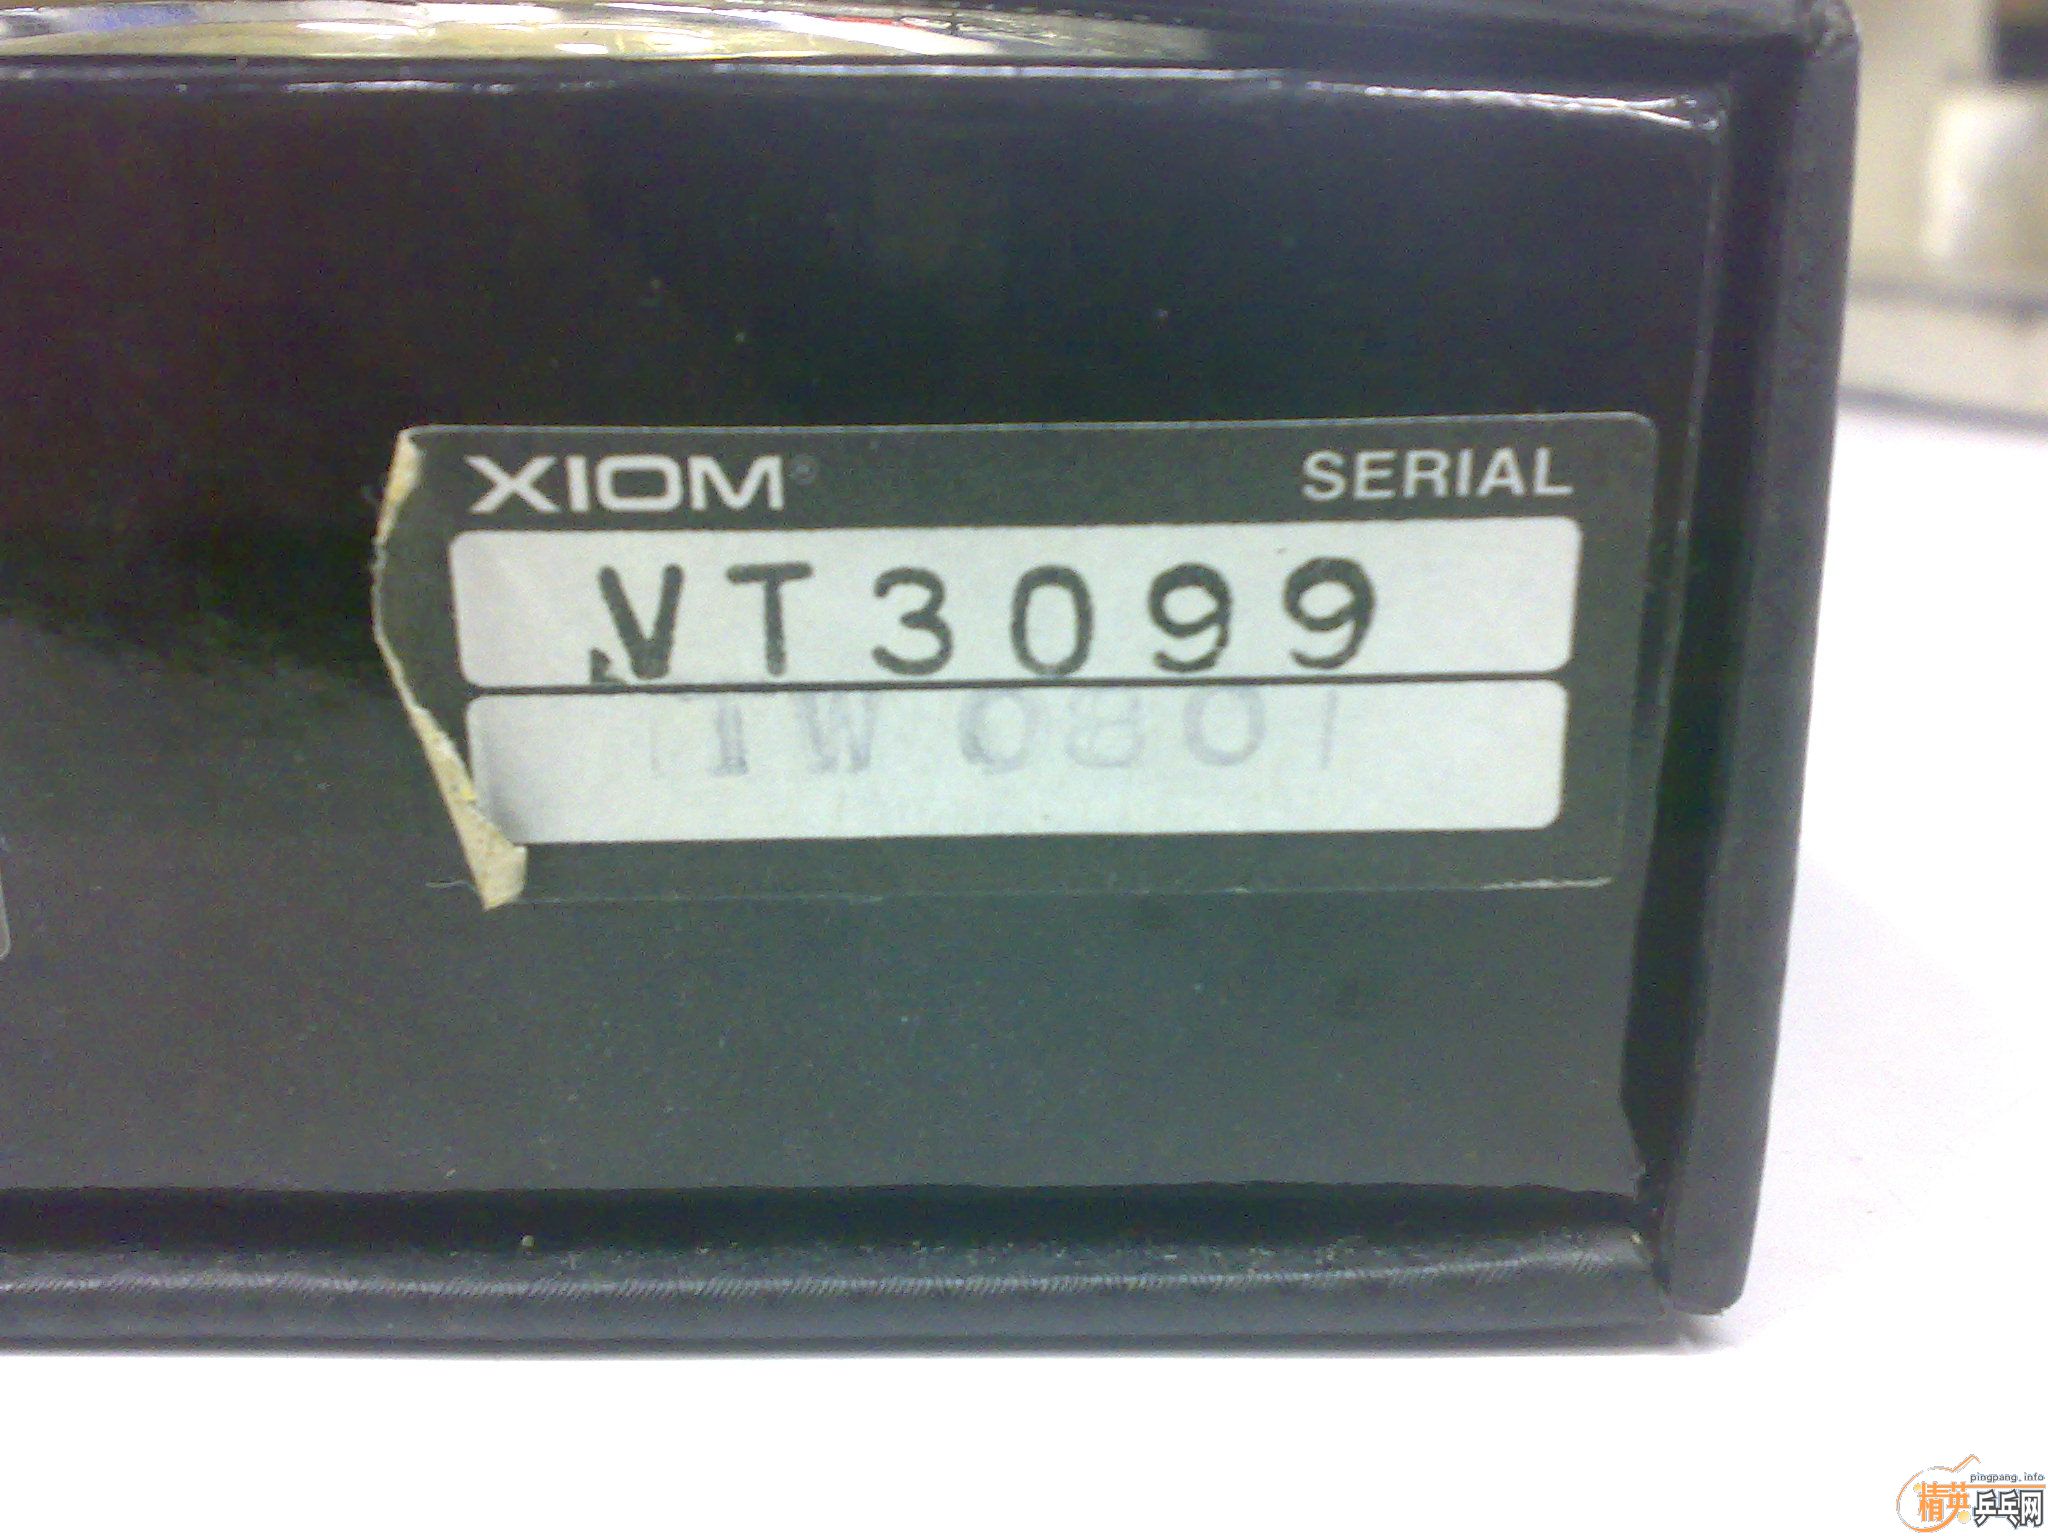 XIOM® SERIAL
VT3099
TW0801
pingpang.info
精英乒乓网